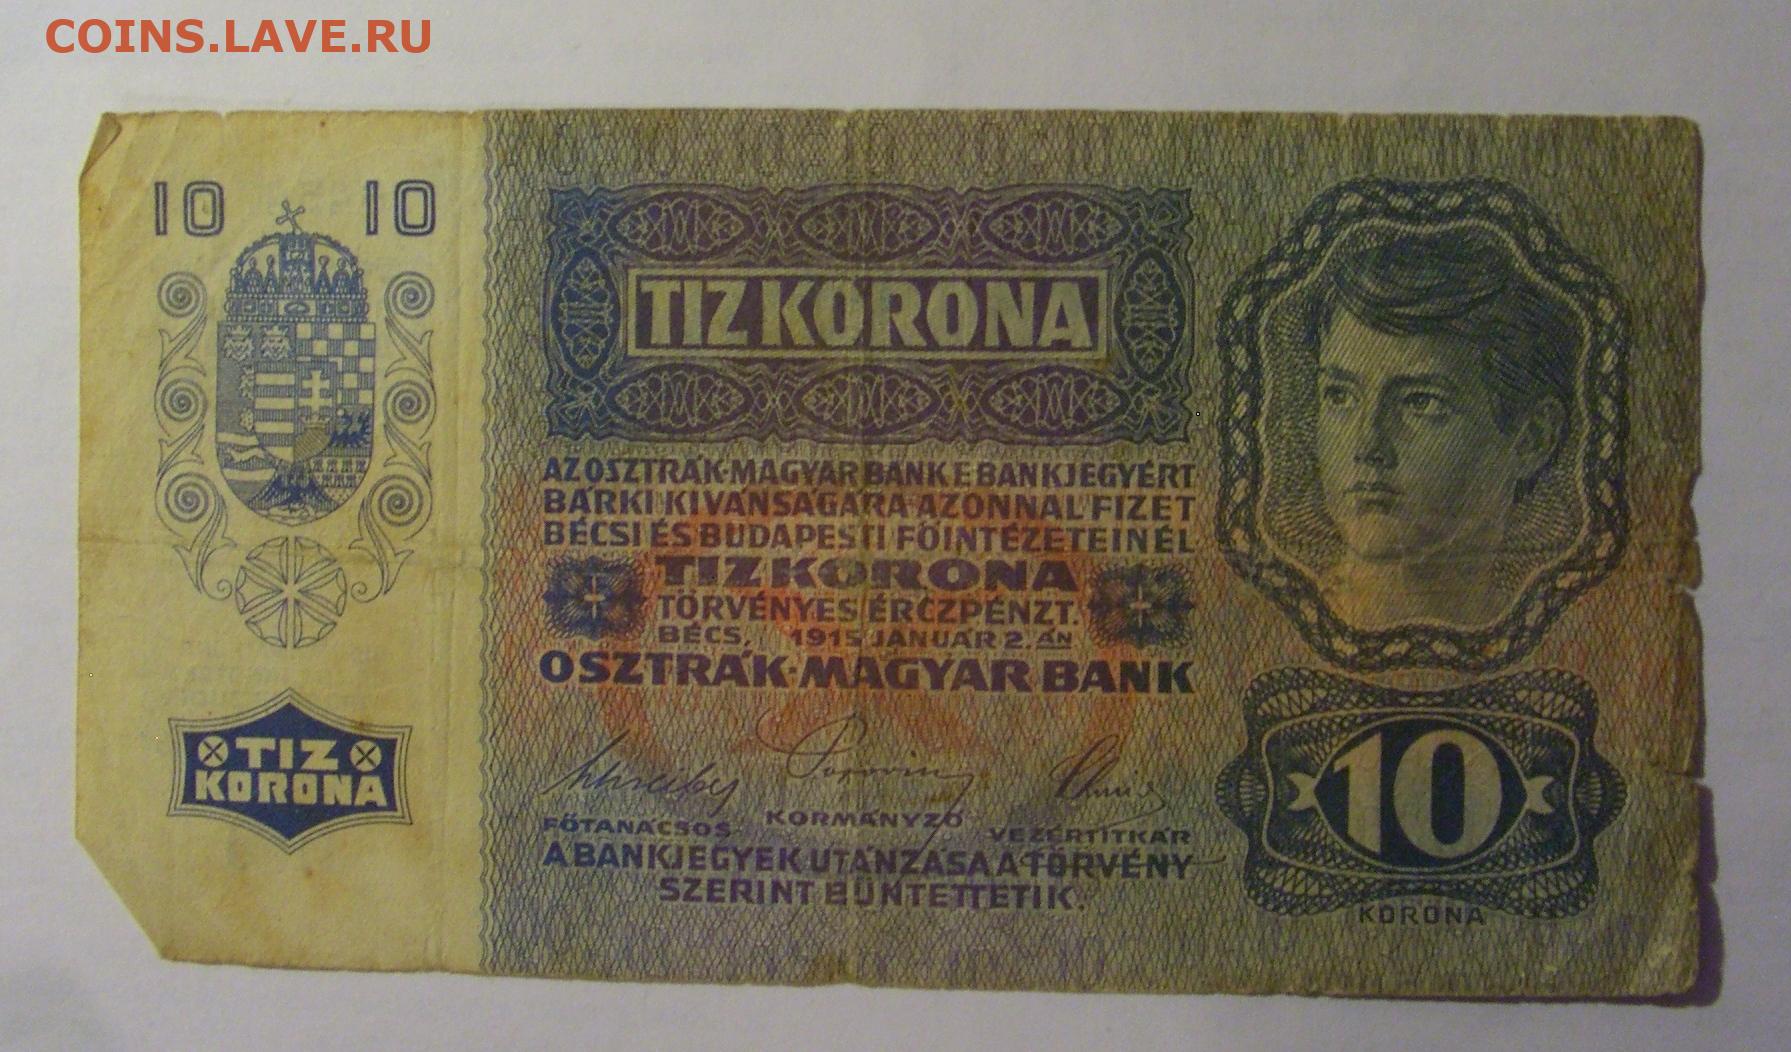 COINS.LAVE.RU
10 10
TIZ KORONA
AZ OSZTRÁK-MAGYAR BANK E BANKJEGYÉRT
BÁRKI KIVÁNSÁGÁRA AZONNAL FIZET
BÉCSI ÉS BUDAPESTI FŐINTÉZETEINÉL
TIZ KORONA
TÖRVÉNYES ÉRCZPÉNZT.
BÉCS, 1915 JANUÁR 2.ÁN
OSZTRÁK-MAGYAR BANK
FŐTANÁCSOS KORMÁNYZÓ VEZÉRTITKÁR
A BANKJEGYEK UTÁNZÁSA A TÖRVÉNY
SZERINT BÜNTETTETIK.
TIZ
KORONA
10
KORONA